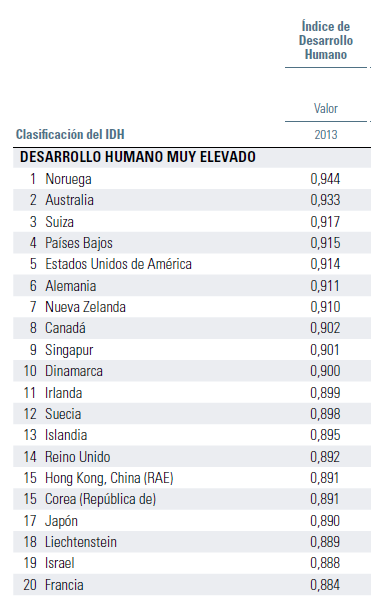 Índice de
Desarrollo
Humano
Valor
Clasificación del IDH 2013
DESARROLLO HUMANO MUY ELEVADO
1 Noruega 0,944
2 Australia 0,933
3 Suiza 0,917
4 Países Bajos 0,915
5 Estados Unidos de América 0,914
6 Alemania 0,911
7 Nueva Zelanda 0,910
8 Canadá 0,902
9 Singapur 0,901
10 Dinamarca 0,900
11 Irlanda 0,899
12 Suecia 0,898
13 Islandia 0,895
14 Reino Unido 0,892
15 Hong Kong, China (RAE) 0,891
15 Corea (República de) 0,891
17 Japón 0,890
18 Liechtenstein 0,889
19 Israel 0,888
20 Francia 0,884